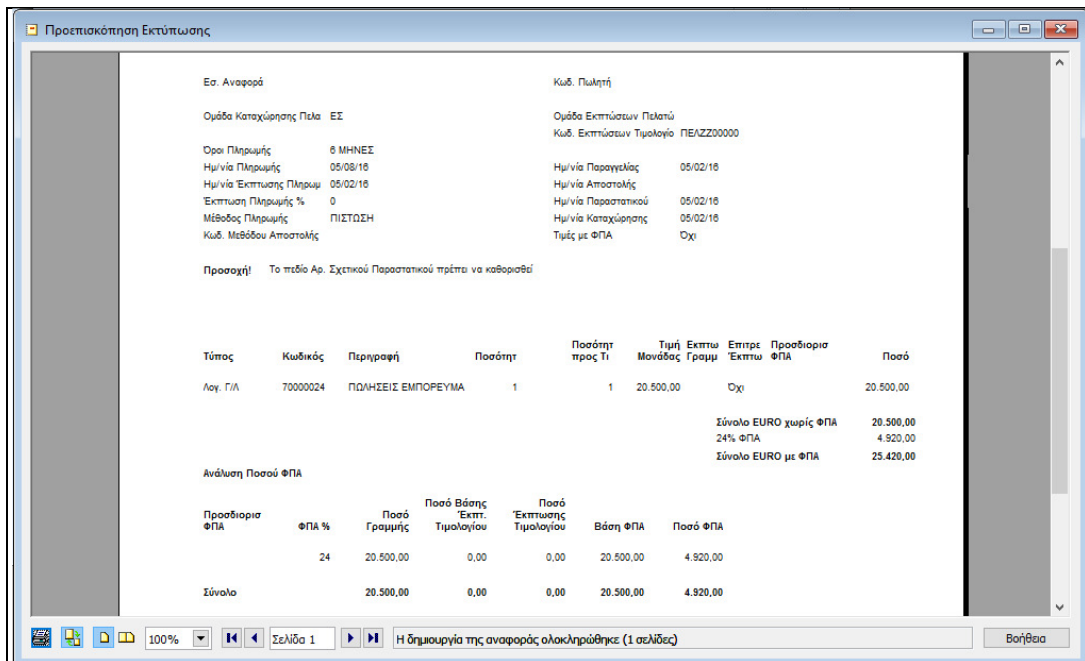 Προεπισκόπηση Εκτύπωσης
Εσ. Αναφορά Κωδ. Πωλητή
Ομάδα Καταχώρησης Πελα ΕΣ Ομάδα Εκπτώσεων Πελατώ
Κωδ. Εκπτώσεων Τιμολογίο ΠΕΛΖΖ00000
Όροι Πληρωμής 6 ΜΗΝΕΣ
Ημ/νία Πληρωμής 05/08/16 Ημ/νία Παραγγελίας 05/02/16
Ημ/νία Έκπτωσης Πληρωμ 05/02/16 Ημ/νία Αποστολής
Έκπτωση Πληρωμής % 0 Ημ/νία Παραστατικού 05/02/16
Μέθοδος Πληρωμής ΠΙΣΤΩΣΗ Ημ/νία Καταχώρησης 05/02/16
Κωδ. Μεθόδου Αποστολής Τιμές με ΦΠΑ Όχι
Προσοχή! Το πεδίο Αρ. Σχετικού Παραστατικού πρέπει να καθορισθεί
Ποσότητ Τιμή Εκπτω Επιτρε Προσδιορισ
Τύπος Κωδικός Περιγραφή Ποσότητ προς Τι Μονάδας Γραμμ Έκπτω ΦΠΑ Ποσό
Λογ. Γ/Λ 70000024 ΠΩΛΗΣΕΙΣ ΕΜΠΟΡΕΥΜΑ 1 1 20.500,00 Όχι 20.500,00
Σύνολο EURO χωρίς ΦΠΑ 20.500,00
24% ΦΠΑ 4.920,00
Σύνολο EURO με ΦΠΑ 25.420,00
Ανάλυση Ποσού ΦΠΑ
Ποσό Βάσης Ποσό
Προσδιορισ Ποσό Έκπτ. Έκπτωσης
ΦΠΑ ΦΠΑ % Γραμμής Τιμολογίου Τιμολογίου Βάση ΦΠΑ Ποσό ΦΠΑ
24 20.500,00 0,00 0,00 20.500,00 4.920,00
Σύνολο 20.500,00 0,00 0,00 20.500,00 4.920,00
100% Σελίδα 1 Η δημιουργία της αναφοράς ολοκληρώθηκε (1 σελίδες) Βοήθεια